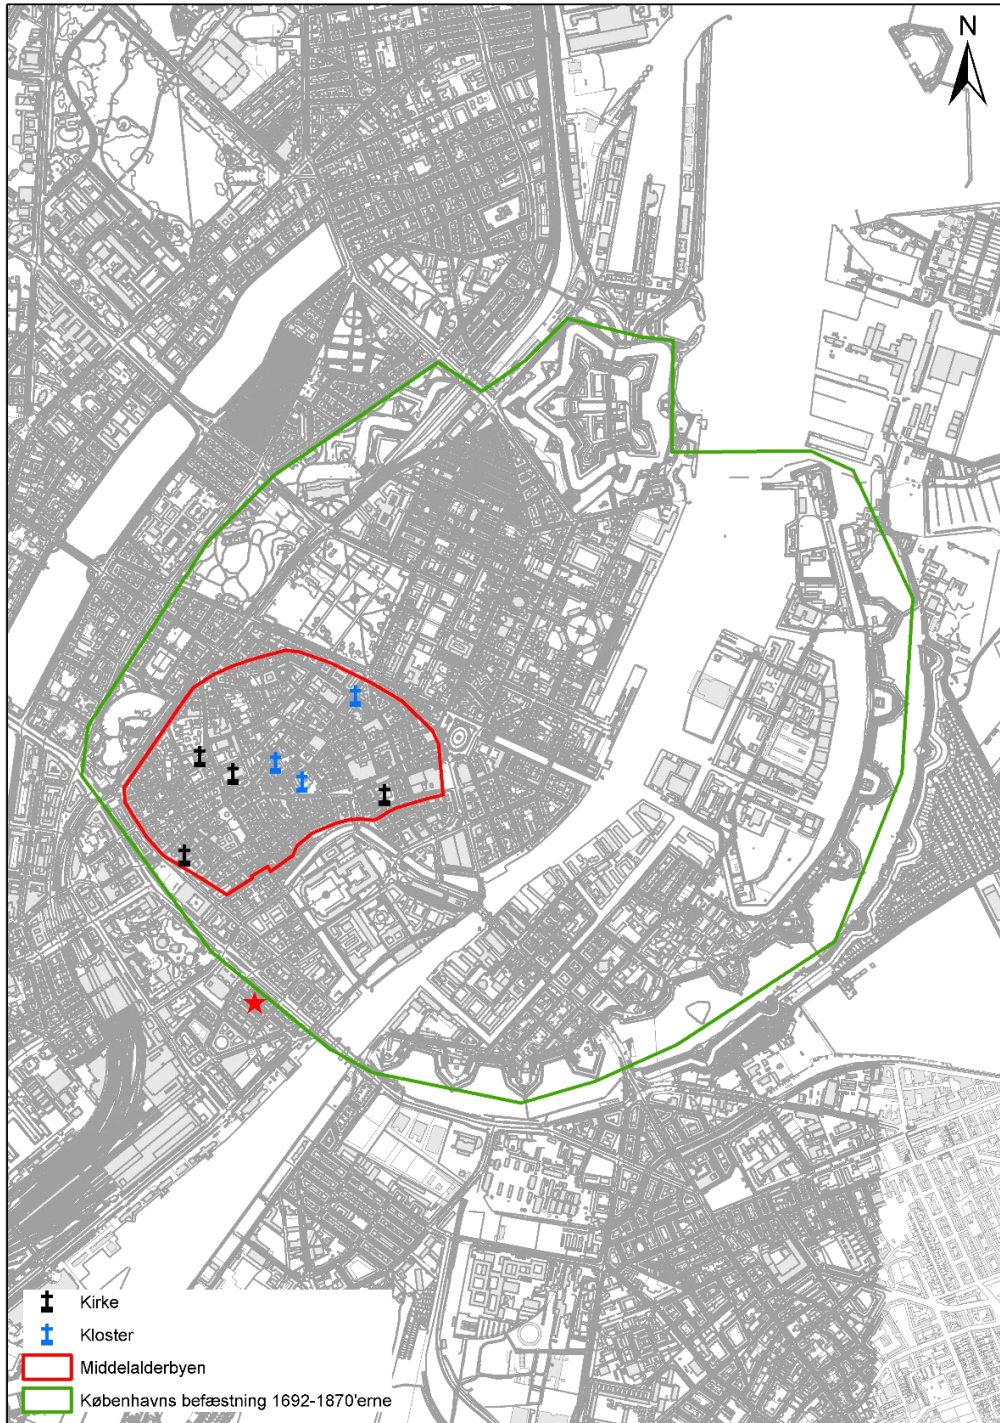 N
Kirke
Kloster
Middelalderbyen
Københavns befæstning 1692-1870'erne